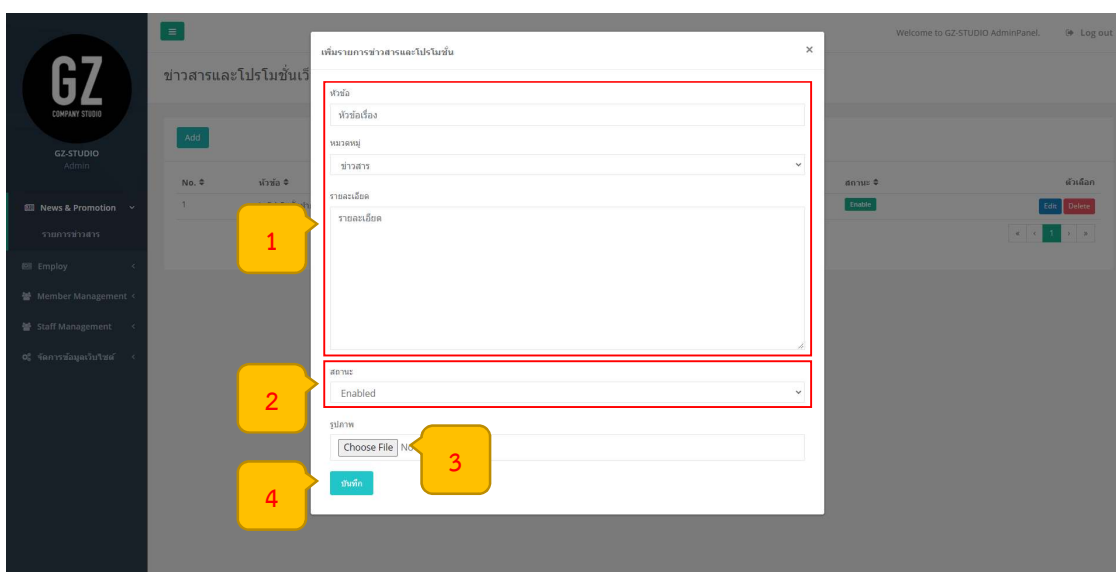 Welcome to GZ-STUDIO AdminPanel.
Log out
GZ
COMPANY STUDIO
GZ-STUDIO
Admin
News & Promotion
รายการข่าวสาร
Employ
Member Management
Staff Management
จัดการข้อมูลเว็บไซต์
ข่าวสารและโปรโมชั่นเว็
Add
No.
หัวข้อ
สถานะ
ตัวเลือก
1
Enable
Edit
Delete
« ‹ 1 › »
เพิ่มรายการข่าวสารและโปรโมชั่น
×
หัวข้อ
หัวข้อเรื่อง
หมวดหมู่
ข่าวสาร
รายละเอียด
รายละเอียด
1
สถานะ
Enabled
2
รูปภาพ
Choose File
3
บันทึก
4